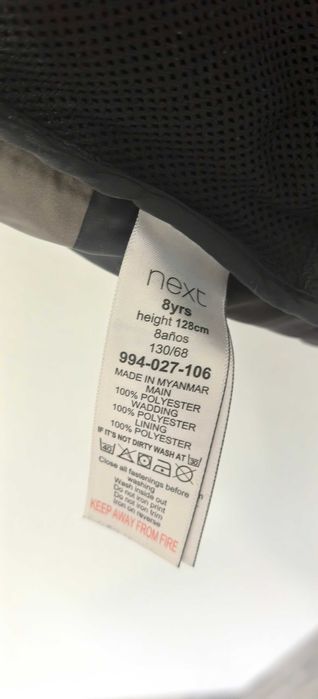 next
8yrs
height 128cm
8años
130/68
994-027-106
MADE IN MYANMAR
MAIN
100% POLYESTER
WADDING
100% POLYESTER
LINING
100% POLYESTER
IF IT'S NOT DIRTY WASH AT 30
40
Close all fastenings before
washing
Wash inside out
Do not iron print
Do not iron trim
Iron on reverse
KEEP AWAY FROM FIRE